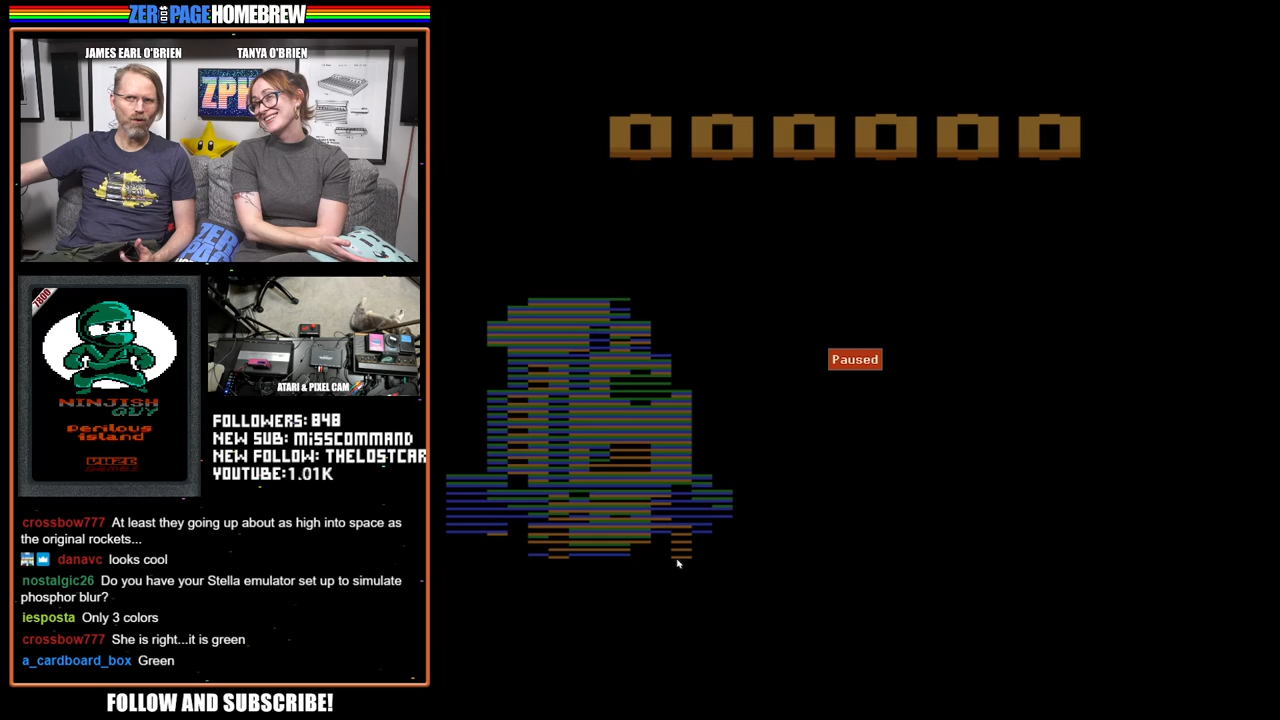 ZER PAGE HOMEBREW
JAMES EARL O'BRIEN
TANYA O'BRIEN
000000
7800
NINJISH
GUY
Perilous
island
ATARI & PIXEL CAM
FOLLOWERS: 848
NEW SUB: MISSCOMMAND
NEW FOLLOW: THELOSTCAR
YOUTUBE:1.01K
Paused
crossbow777 At least they going up about as high into space as
the original rockets...
danavc looks cool
nostalgic26 Do you have your Stella emulator set up to simulate
phosphor blur?
iesposta Only 3 colors
crossbow777 She is right...it is green
a_cardboard_box Green
FOLLOW AND SUBSCRIBE!